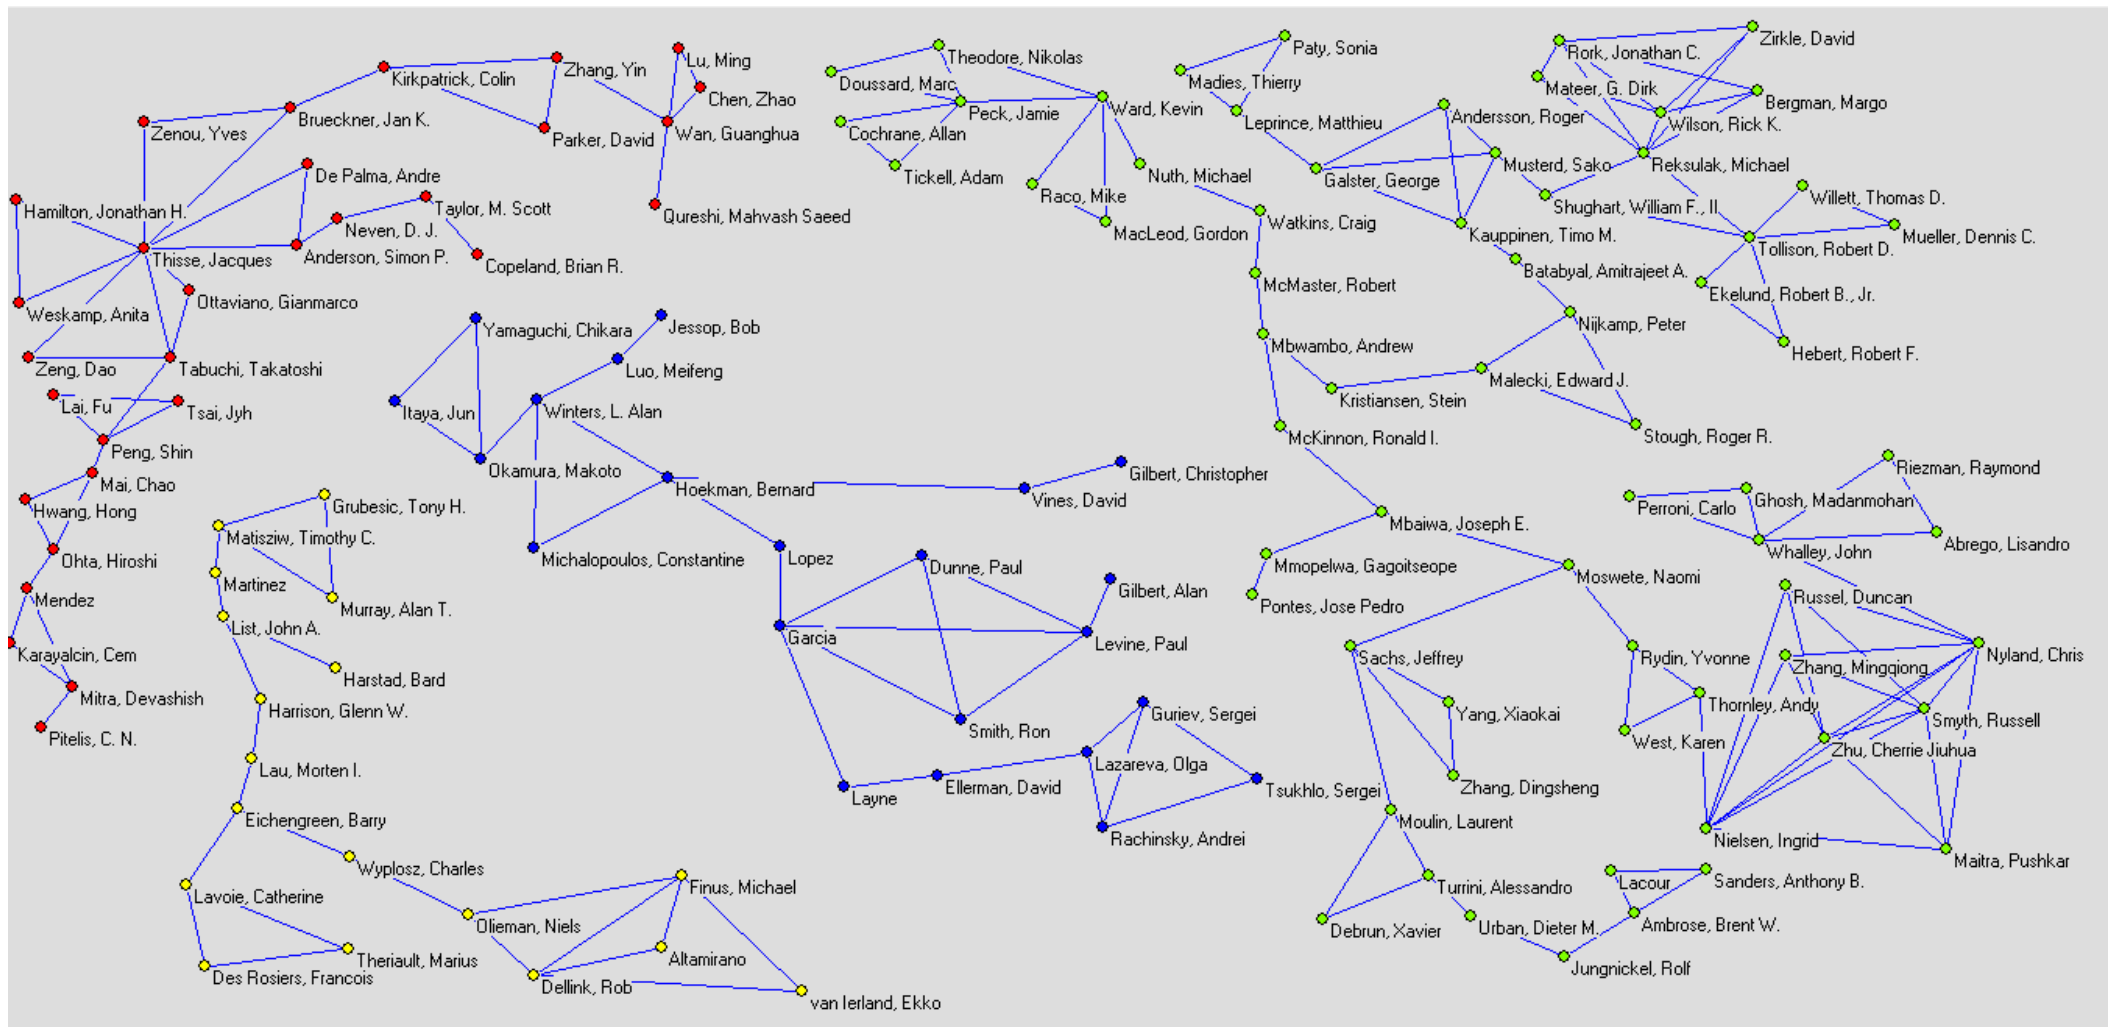 Kirkpatrick, Colin
Zhang, Yin
Lu, Ming
Chen, Zhao
Zenou, Yves
Brueckner, Jan K.
Parker, David
Wan, Guanghua
De Palma, Andre
Hamilton, Jonathan H.
Neven, D. J.
Taylor, M. Scott
Qureshi, Mahvash Saeed
Thisse, Jacques
Anderson, Simon P.
Copeland, Brian R.
Weskamp, Anita
Ottaviano, Gianmarco
Zeng, Dao
Tabuchi, Takatoshi
Lai, Fu
Tsai, Jyh
Peng, Shin
Mai, Chao
Hwang, Hong
Ohta, Hiroshi
Mendez
Karayalcin, Cem
Mitra, Devashish
Pitelis, C. N.
Theodore, Nikolas
Doussard, Marc
Peck, Jamie
Ward, Kevin
Cochrane, Allan
Tickell, Adam
Raco, Mike
Nuth, Michael
MacLeod, Gordon
Watkins, Craig
McMaster, Robert
Mbwambo, Andrew
Kristiansen, Stein
McKinnon, Ronald I.
Paty, Sonia
Madies, Thierry
Leprince, Matthieu
Andersson, Roger
Galster, George
Musterd, Sako
Kauppinen, Timo M.
Batabyal, Amitrajeet A.
Nijkamp, Peter
Malecki, Edward J.
Stough, Roger R.
Rork, Jonathan C.
Zirkle, David
Mateer, G. Dirk
Bergman, Margo
Wilson, Rick K.
Reksulak, Michael
Shughart, William F., II
Willett, Thomas D.
Mueller, Dennis C.
Tollison, Robert D.
Ekelund, Robert B., Jr.
Hebert, Robert F.
Yamaguchi, Chikara
Jessop, Bob
Luo, Meifeng
Itaya, Jun
Winters, L. Alan
Okamura, Makoto
Hoekman, Bernard
Gilbert, Christopher
Vines, David
Michalopoulos, Constantine
Lopez
Dunne, Paul
Gilbert, Alan
Garcia
Levine, Paul
Smith, Ron
Guriev, Sergei
Lazareva, Olga
Layne
Ellerman, David
Tsukhlo, Sergei
Rachinsky, Andrei
Grubesic, Tony H.
Matisziw, Timothy C.
Martinez
Murray, Alan T.
List, John A.
Harstad, Bard
Harrison, Glenn W.
Lau, Morten I.
Eichengreen, Barry
Wyplosz, Charles
Lavoie, Catherine
Finus, Michael
Olieman, Niels
Theriault, Marius
Altamirano
Des Rosiers, Francois
Dellink, Rob
van Ierland, Ekko
Mbaiwa, Joseph E.
Mmopelwa, Gagoitseope
Pontes, Jose Pedro
Moswete, Naomi
Sachs, Jeffrey
Rydin, Yvonne
Yang, Xiaokai
Thornley, Andy
West, Karen
Zhang, Dingsheng
Moulin, Laurent
Turrini, Alessandro
Debrun, Xavier
Urban, Dieter M.
Jungnickel, Rolf
Lacour
Sanders, Anthony B.
Ambrose, Brent W.
Riezman, Raymond
Ghosh, Madanmohan
Perroni, Carlo
Whalley, John
Abrego, Lisandro
Russel, Duncan
Nyland, Chris
Zhang, Mingqiong
Smyth, Russell
Zhu, Cherrie Jiuhua
Nielsen, Ingrid
Maitra, Pushkar